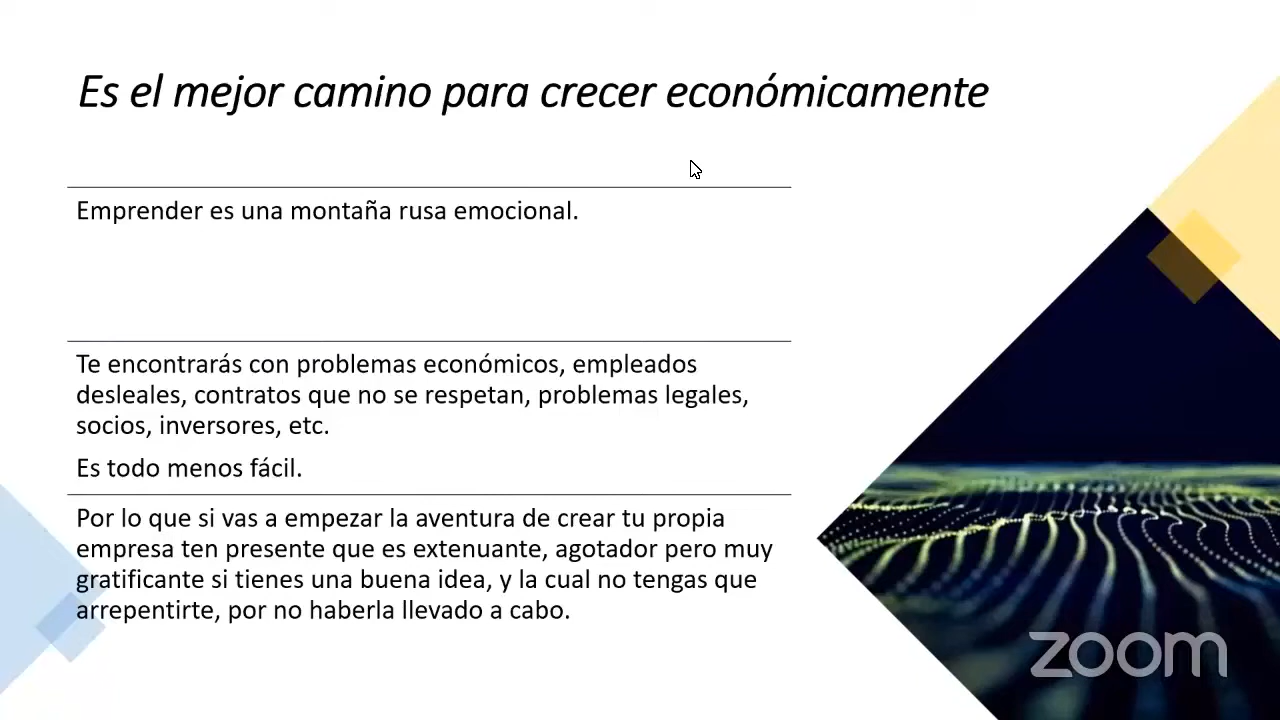 Es el mejor camino para crecer económicamente
Emprender es una montaña rusa emocional.
Te encontrarás con problemas económicos, empleados
desleales, contratos que no se respetan, problemas legales,
socios, inversores, etc.
Es todo menos fácil.
Por lo que si vas a empezar la aventura de crear tu propia
empresa ten presente que es extenuante, agotador pero muy
gratificante si tienes una buena idea, y la cual no tengas que
arrepentirte, por no haberla llevado a cabo.
zoom